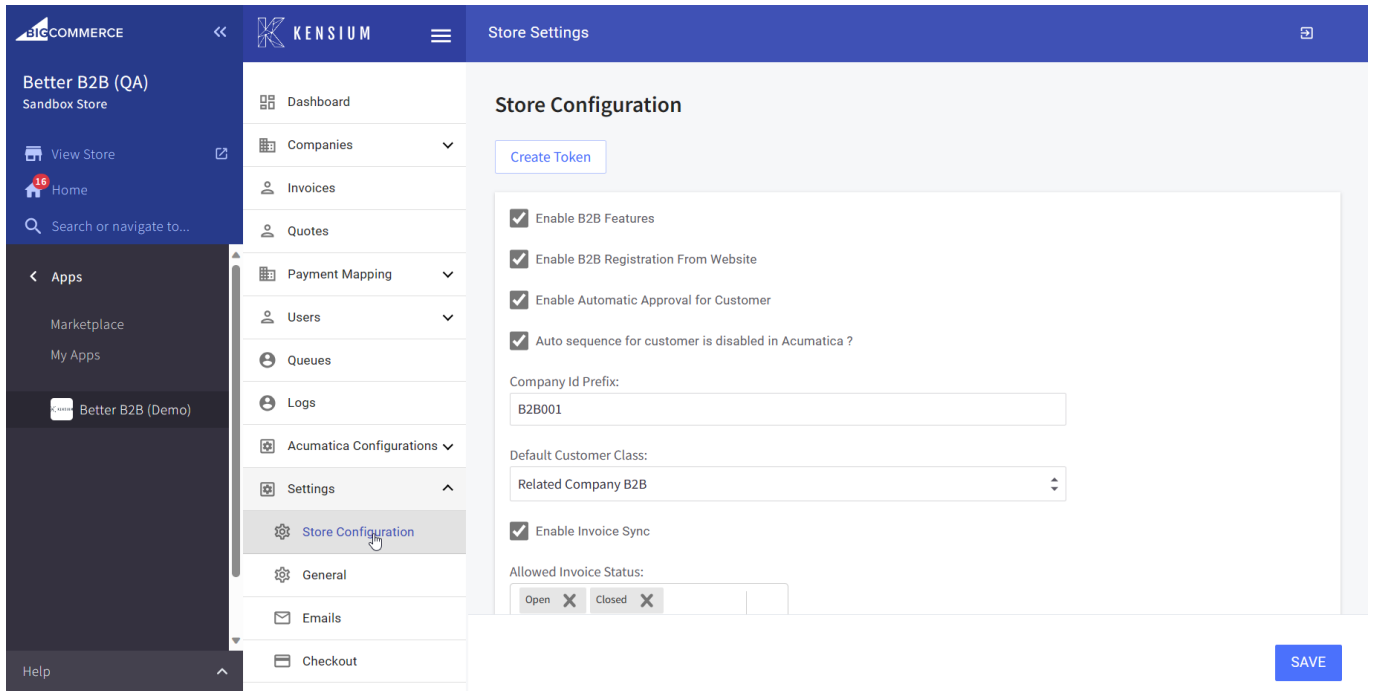 BIGCOMMERCE
Better B2B (QA)
Sandbox Store
View Store
16
Home
Search or navigate to...
Apps
Marketplace
My Apps
Better B2B (Demo)
Help
KENSIUM
Dashboard
Companies
Invoices
Quotes
Payment Mapping
Users
Queues
Logs
Acumatica Configurations
Settings
Store Configuration
General
Emails
Checkout
Store Settings
Store Configuration
Create Token
Enable B2B Features
Enable B2B Registration From Website
Enable Automatic Approval for Customer
Auto sequence for customer is disabled in Acumatica ?
Company Id Prefix:
B2B001
Default Customer Class:
Related Company B2B
Enable Invoice Sync
Allowed Invoice Status:
Open Closed
SAVE